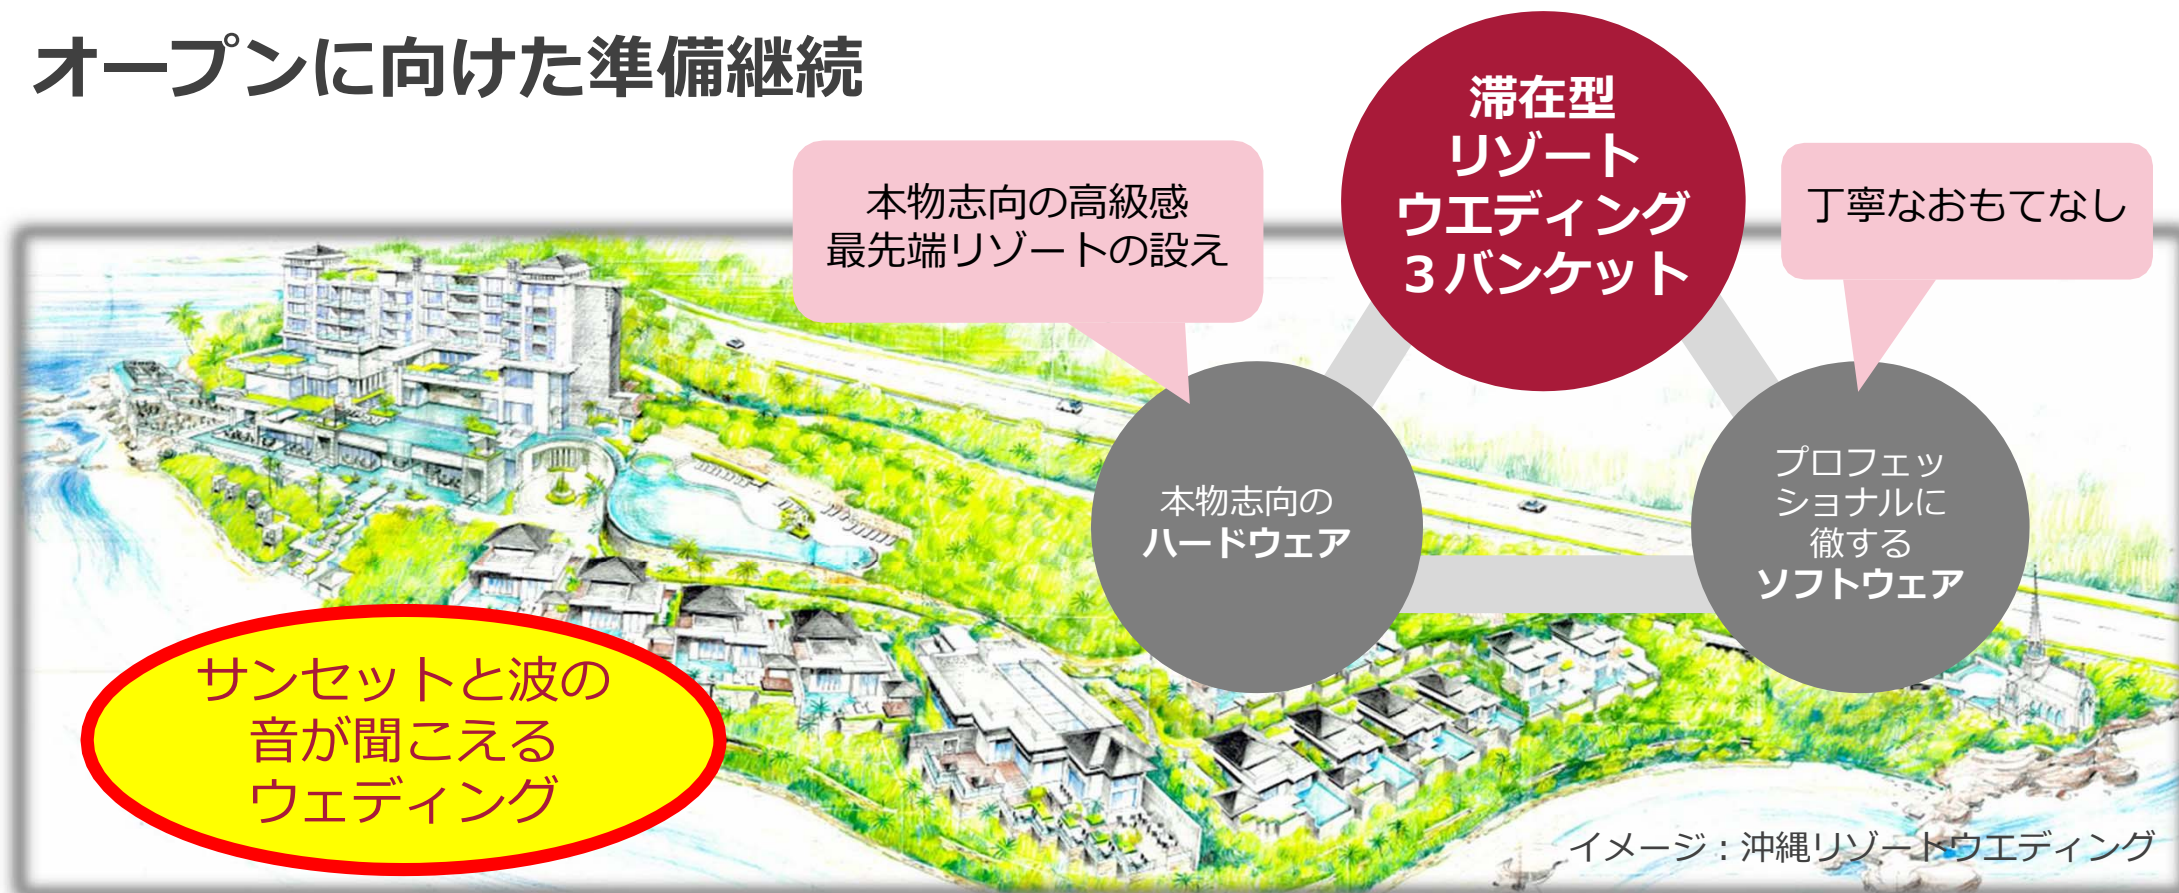 オープンに向けた準備継続
滞在型
リゾート
ウエディング
３バンケット
本物志向の高級感
最先端リゾートの設え
丁寧なおもてなし
本物志向の
ハードウェア
プロフェッ
ショナルに
徹する
ソフトウェア
サンセットと波の
音が聞こえる
ウェディング
イメージ：沖縄リゾートウエディング